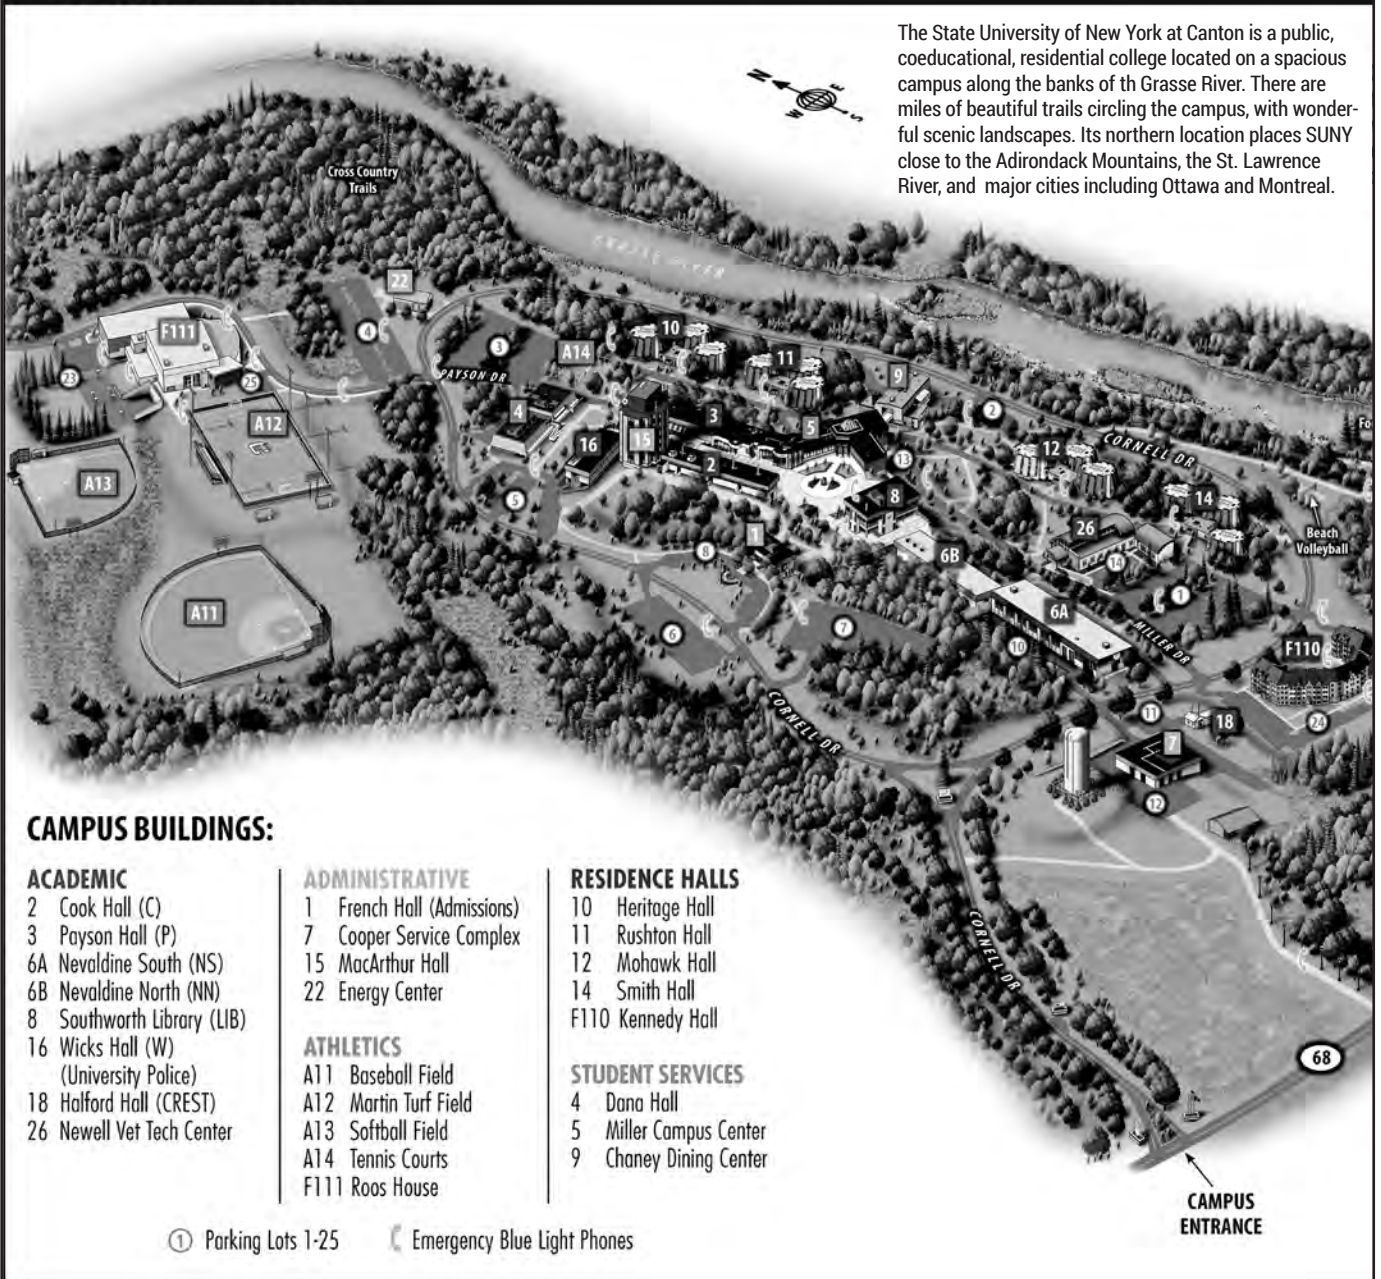 The State University of New York at Canton is a public,
coeducational, residential college located on a spacious
campus along the banks of th Grasse River. There are
miles of beautiful trails circling the campus, with wonder-
ful scenic landscapes. Its northern location places SUNY
close to the Adirondack Mountains, the St. Lawrence
River, and major cities including Ottawa and Montreal.
N
E
W
S
Cross Country
Trails
GRASSE RIVER
22
F111
4
10
3
A14
11
9
PAYSON DR
23
25
4
3
5
2
A12
15
16
2
12
CORNELL DR
13
A13
5
8
14
Beach
Volleyball
1
26
8
6B
14
1
A11
6A
6
7
10
MILLER DR
F110
CORNELL DR
11
18
24
7
12
CORNELL DR
68
CAMPUS
ENTRANCE
CAMPUS BUILDINGS:
ACADEMIC
2 Cook Hall (C)
3 Payson Hall (P)
6A Nevaldine South (NS)
6B Nevaldine North (NN)
8 Southworth Library (LIB)
16 Wicks Hall (W)
(University Police)
18 Halford Hall (CREST)
26 Newell Vet Tech Center
ADMINISTRATIVE
1 French Hall (Admissions)
7 Cooper Service Complex
15 MacArthur Hall
22 Energy Center
ATHLETICS
A11 Baseball Field
A12 Martin Turf Field
A13 Softball Field
A14 Tennis Courts
F111 Roos House
RESIDENCE HALLS
10 Heritage Hall
11 Rushton Hall
12 Mohawk Hall
14 Smith Hall
F110 Kennedy Hall
STUDENT SERVICES
4 Dana Hall
5 Miller Campus Center
9 Chaney Dining Center
1 Parking Lots 1-25
Emergency Blue Light Phones